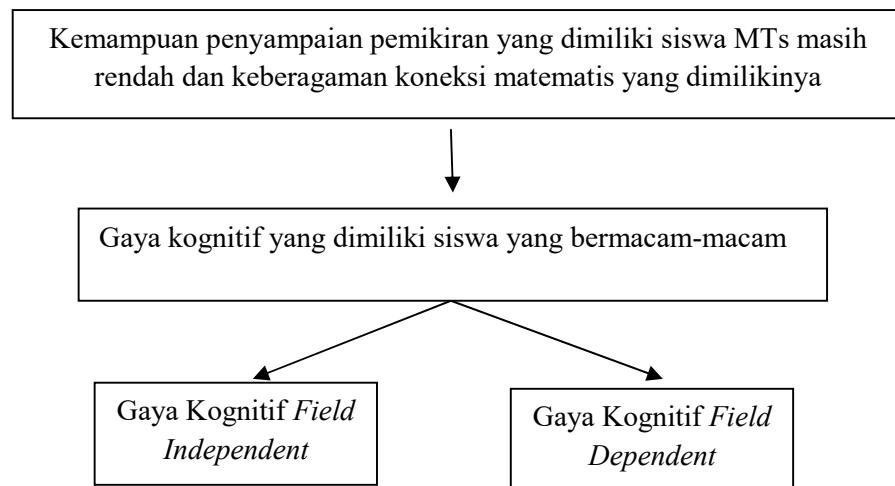 Kemampuan penyampaian pemikiran yang dimiliki siswa MTs masih
rendah dan keberagaman koneksi matematis yang dimilikinya
Gaya kognitif yang dimiliki siswa yang bermacam-macam
Gaya Kognitif Field
Independent
Gaya Kognitif Field
Dependent